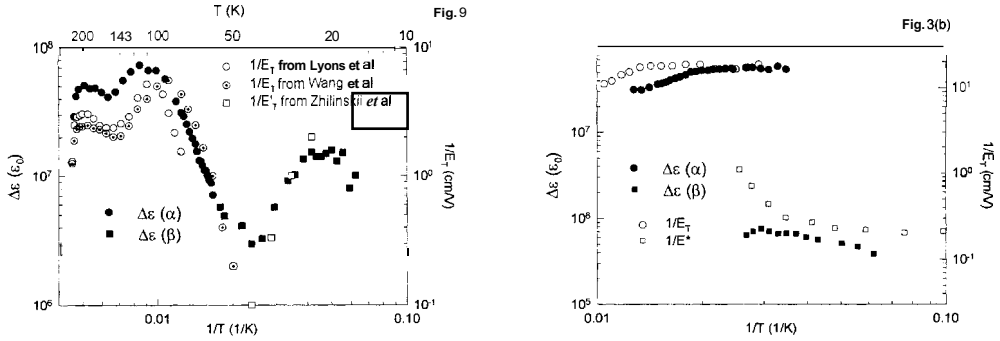 T (K)
Fig. 9
200 143 100 50 20 10
10⁸
10¹
1/E_T from Lyons et al
1/E_T from Wang et al
1/E'_T from Zhilinskii et al
Δε (ε₀)
10⁷
10⁰
1/E_T (cm/V)
Δε (α)
Δε (β)
10⁶
10⁻¹
0.01 0.10
1/T (1/K)
Fig. 3(b)
10⁷
10¹
Δε (ε₀)
Δε (α)
Δε (β)
10⁰
1/E_T (cm/V)
10⁶
1/E_T
1/E*
10⁻¹
10⁵
0.01 0.10
1/T (1/K)